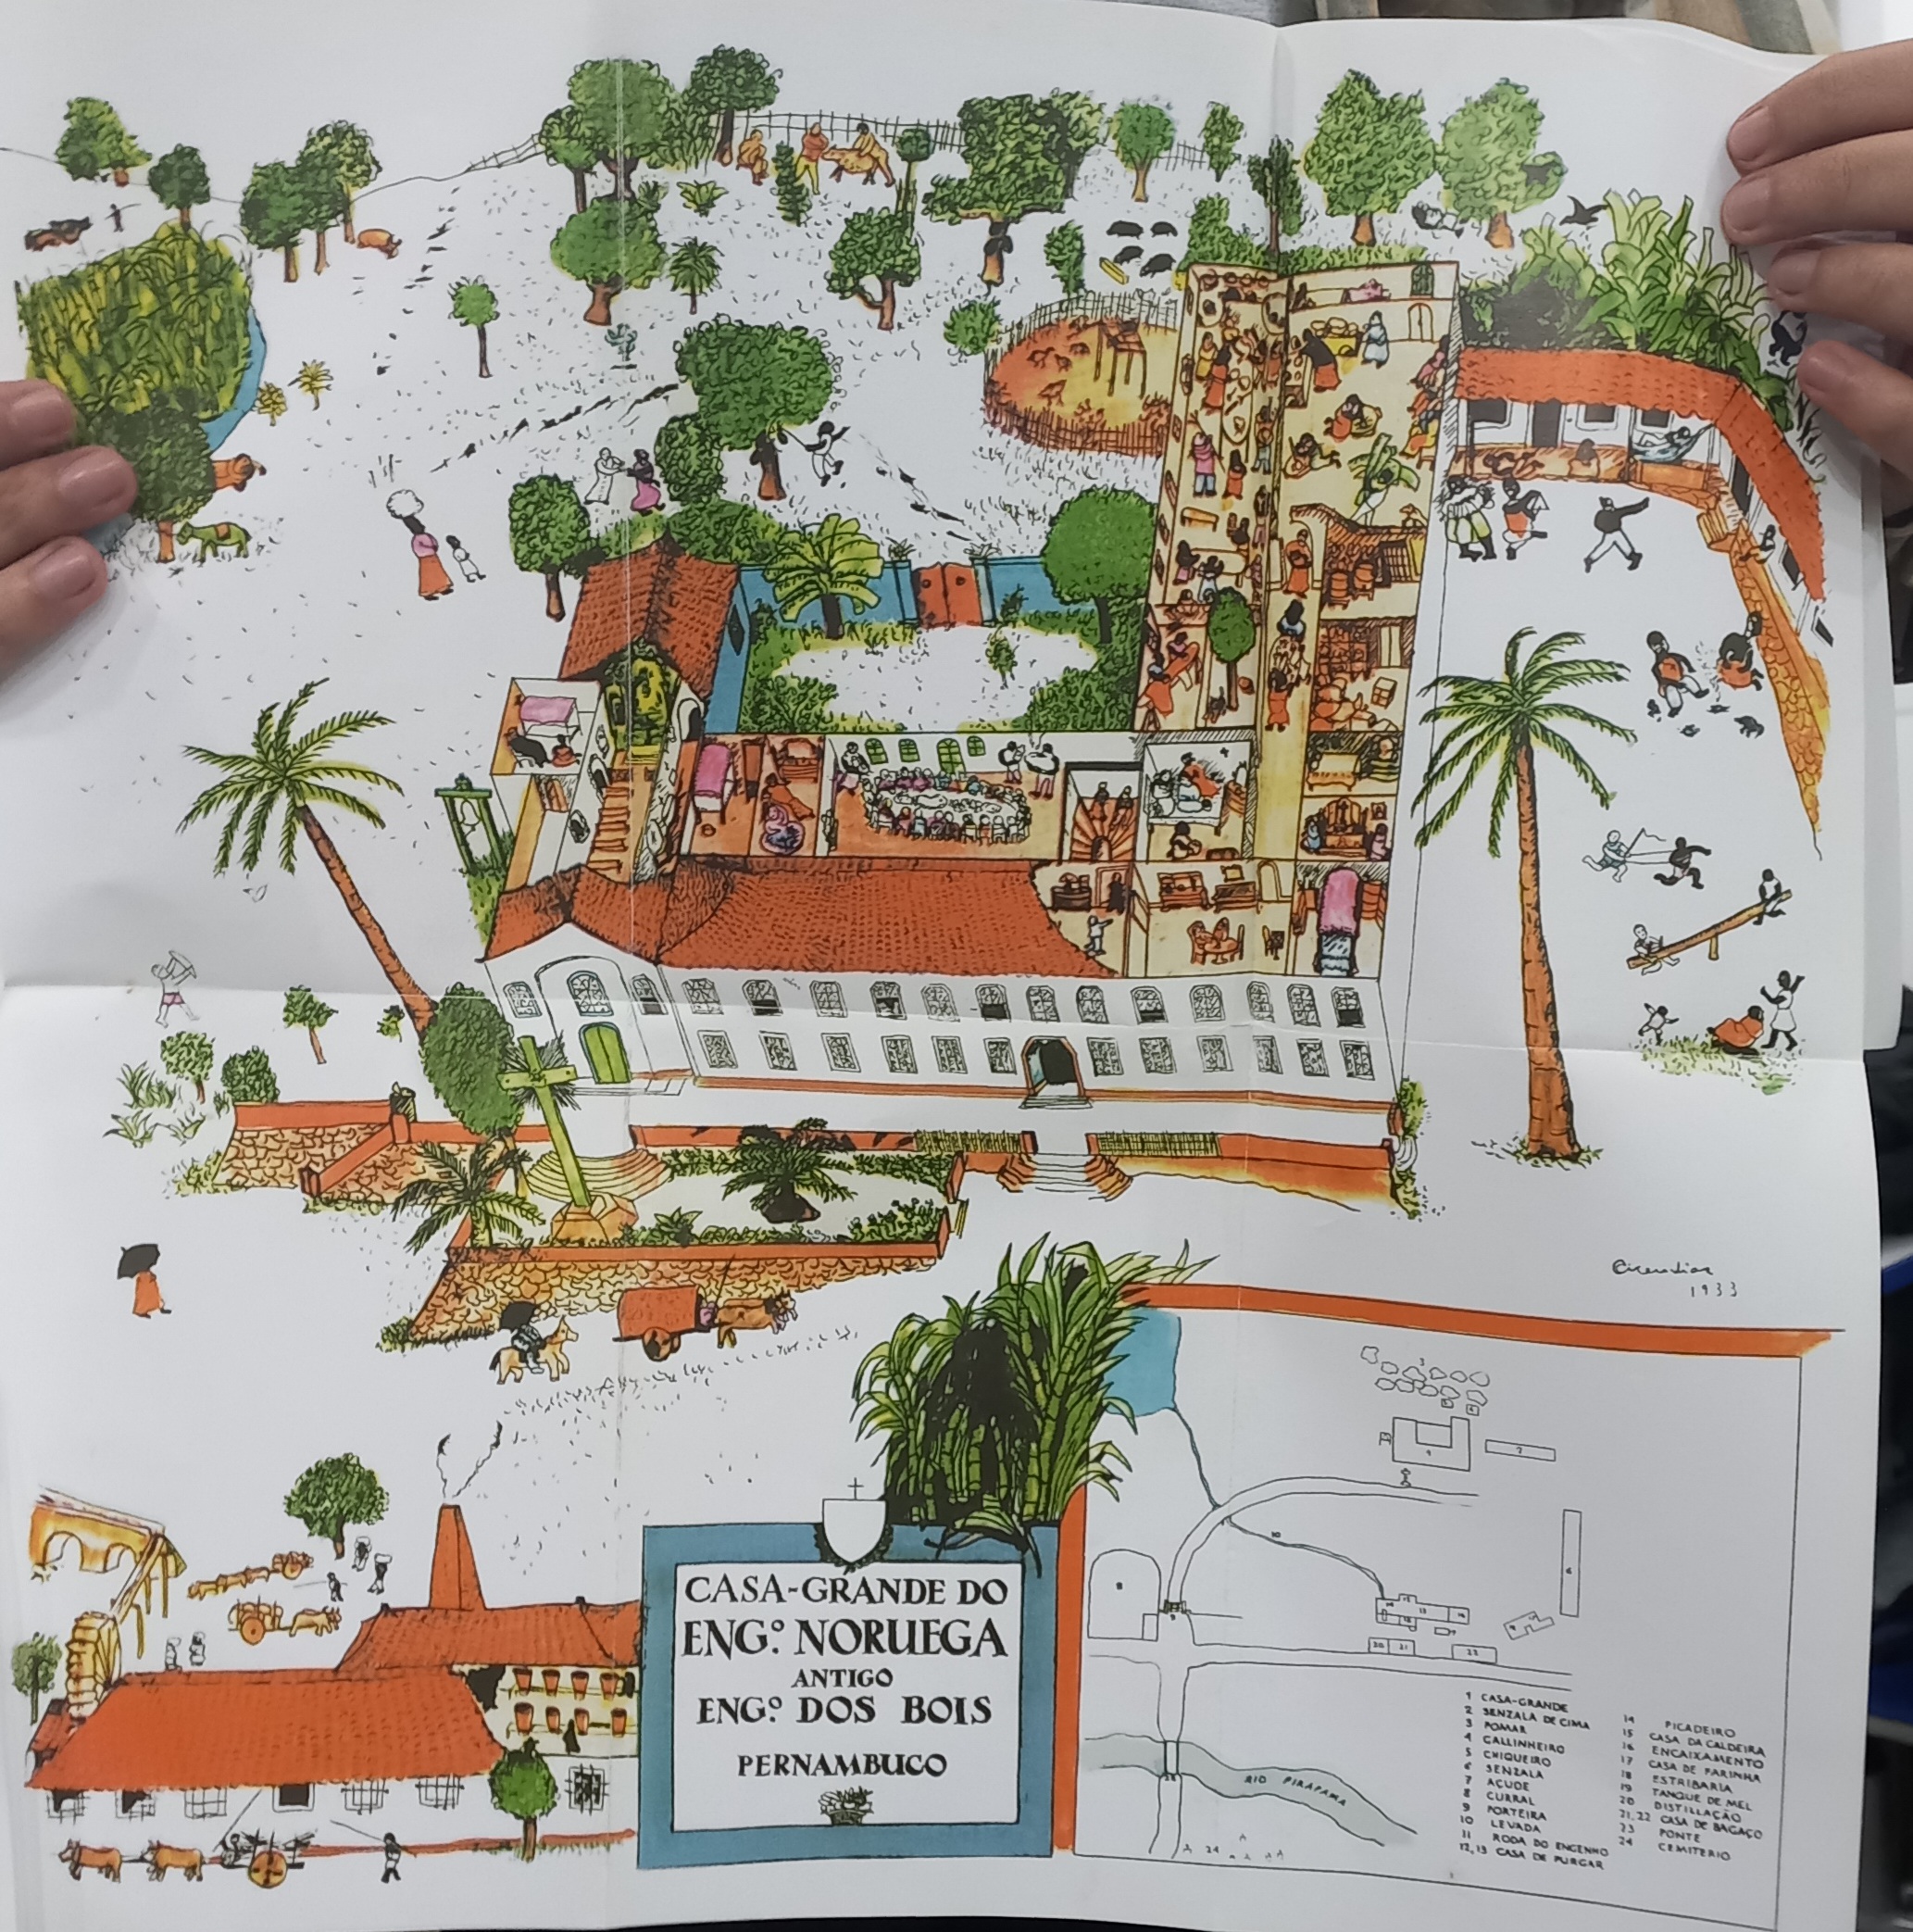 Cicero Dias
1933
CASA-GRANDE DO
ENGº. NORUEGA
ANTIGO
ENGº. DOS BOIS
PERNAMBUCO
RIO PIRAPAMA
1 CASA-GRANDE
2 SENZALA DE CIMA
3 POMAR
4 GALLINHEIRO
5 CHIQUEIRO
6 SENZALA
7 AÇUDE
8 CURRAL
9 PORTEIRA
10 LEVADA
11 RODA DO ENGENHO
12,13 CASA DE PURGAR
14 PICADEIRO
15 CASA DA CALDEIRA
16 ENCAIXAMENTO
17 CASA DE FARINHA
18 ESTRIBARIA
19 TANQUE DE MEL
20 DISTILLAÇÃO
21,22 CASA DE BAGAÇO
23 PONTE
24 CEMITERIO